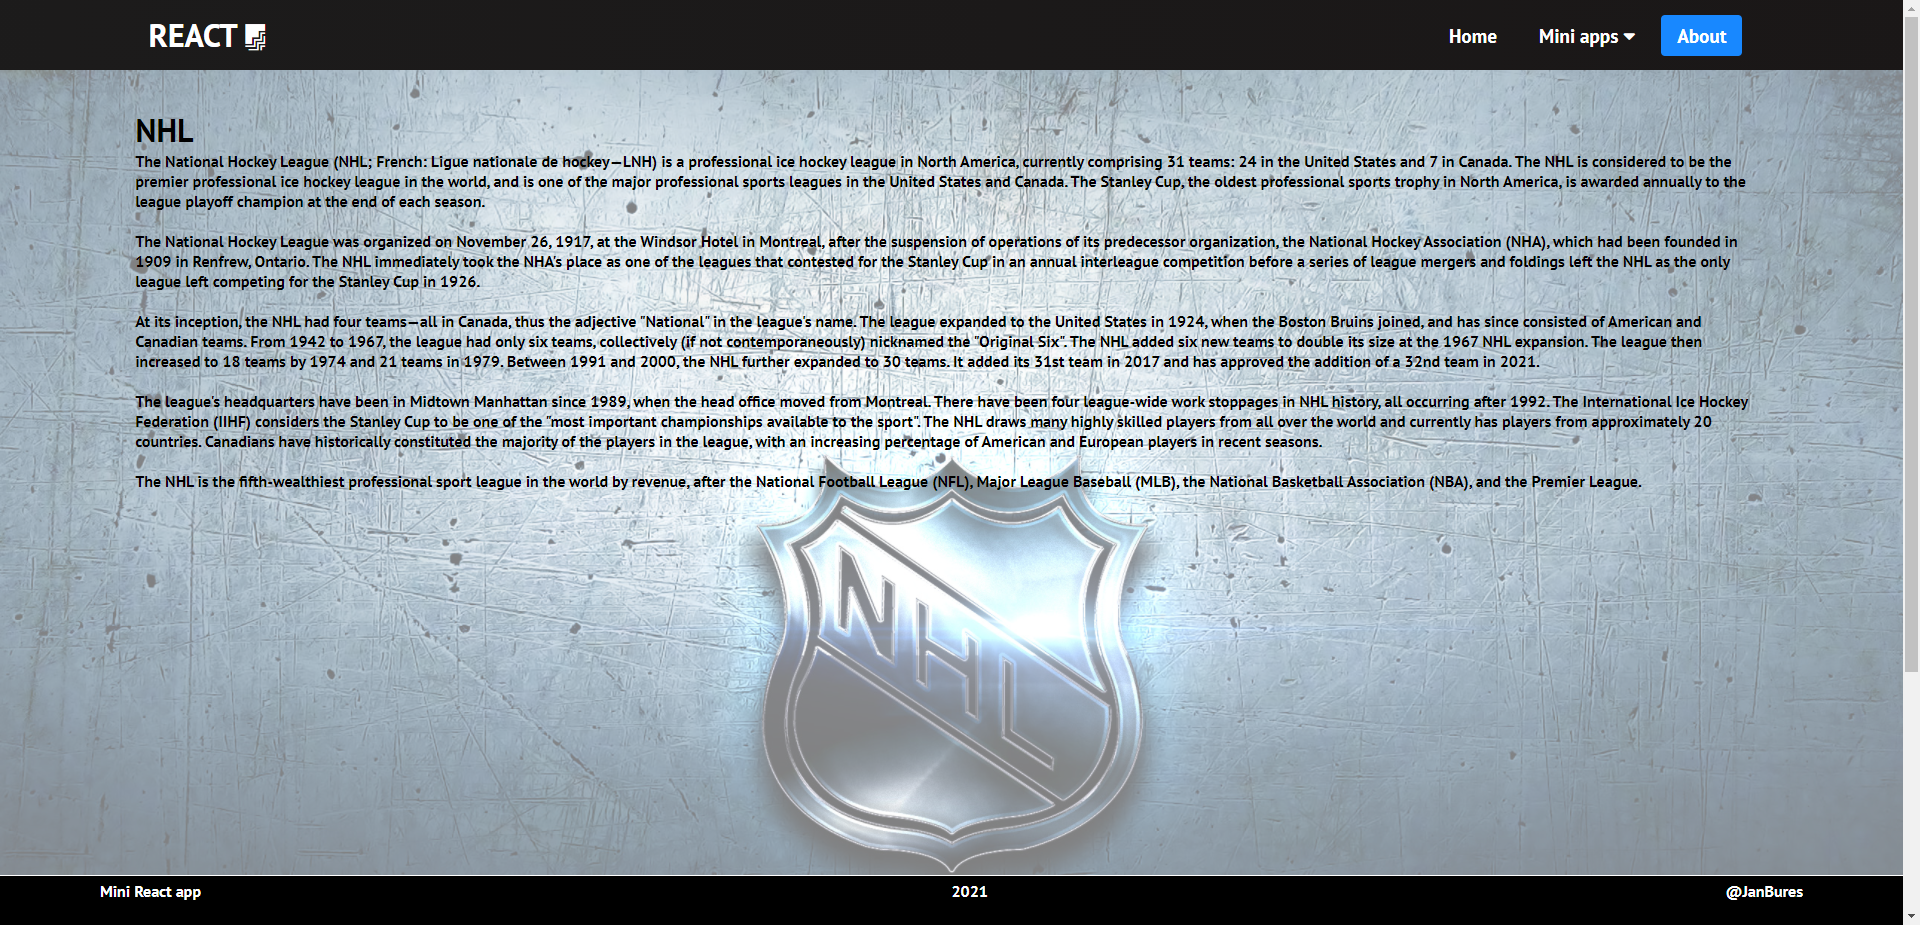 REACT
Home
Mini apps
About
NHL
The National Hockey League (NHL; French: Ligue nationale de hockey—LNH) is a professional ice hockey league in North America, currently comprising 31 teams: 24 in the United States and 7 in Canada. The NHL is considered to be the
premier professional ice hockey league in the world, and is one of the major professional sports leagues in the United States and Canada. The Stanley Cup, the oldest professional sports trophy in North America, is awarded annually to the
league playoff champion at the end of each season.
The National Hockey League was organized on November 26, 1917, at the Windsor Hotel in Montreal, after the suspension of operations of its predecessor organization, the National Hockey Association (NHA), which had been founded in
1909 in Renfrew, Ontario. The NHL immediately took the NHA's place as one of the leagues that contested for the Stanley Cup in an annual interleague competition before a series of league mergers and foldings left the NHL as the only
league left competing for the Stanley Cup in 1926.
At its inception, the NHL had four teams—all in Canada, thus the adjective "National" in the league's name. The league expanded to the United States in 1924, when the Boston Bruins joined, and has since consisted of American and
Canadian teams. From 1942 to 1967, the league had only six teams, collectively (if not contemporaneously) nicknamed the "Original Six". The NHL added six new teams to double its size at the 1967 NHL expansion. The league then
increased to 18 teams by 1974 and 21 teams in 1979. Between 1991 and 2000, the NHL further expanded to 30 teams. It added its 31st team in 2017 and has approved the addition of a 32nd team in 2021.
The league's headquarters have been in Midtown Manhattan since 1989, when the head office moved from Montreal. There have been four league-wide work stoppages in NHL history, all occurring after 1992. The International Ice Hockey
Federation (IIHF) considers the Stanley Cup to be one of the "most important championships available to the sport". The NHL draws many highly skilled players from all over the world and currently has players from approximately 20
countries. Canadians have historically constituted the majority of the players in the league, with an increasing percentage of American and European players in recent seasons.
The NHL is the fifth-wealthiest professional sport league in the world by revenue, after the National Football League (NFL), Major League Baseball (MLB), the National Basketball Association (NBA), and the Premier League.
NHL
Mini React app
2021
@JanBures